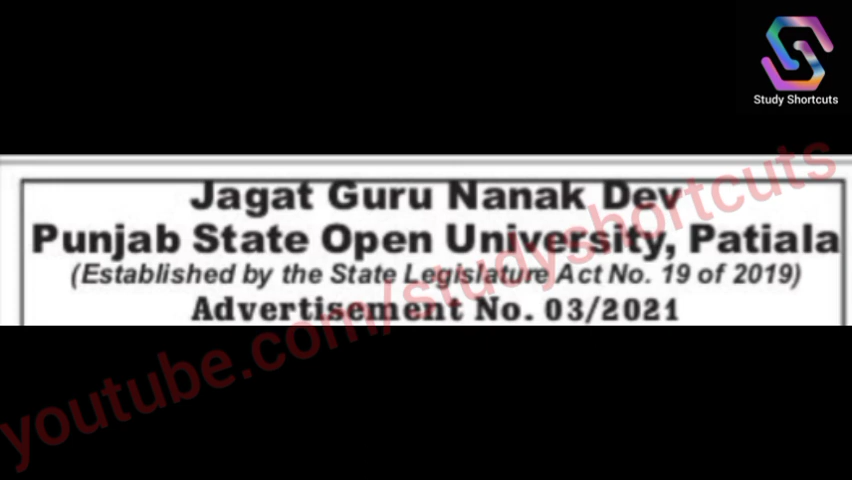 Study Shortcuts
Jagat Guru Nanak Dev
Punjab State Open University, Patiala
(Established by the State Legislature Act No. 19 of 2019)
Advertisement No. 03/2021
youtube.com/studyshortcuts